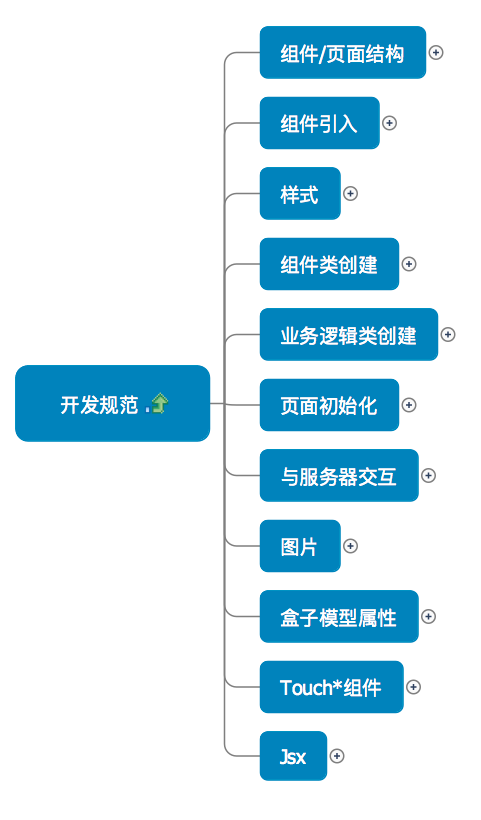 组件/页面结构
组件引入
样式
组件类创建
业务逻辑类创建
开发规范
页面初始化
与服务器交互
图片
盒子模型属性
Touch*组件
Jsx